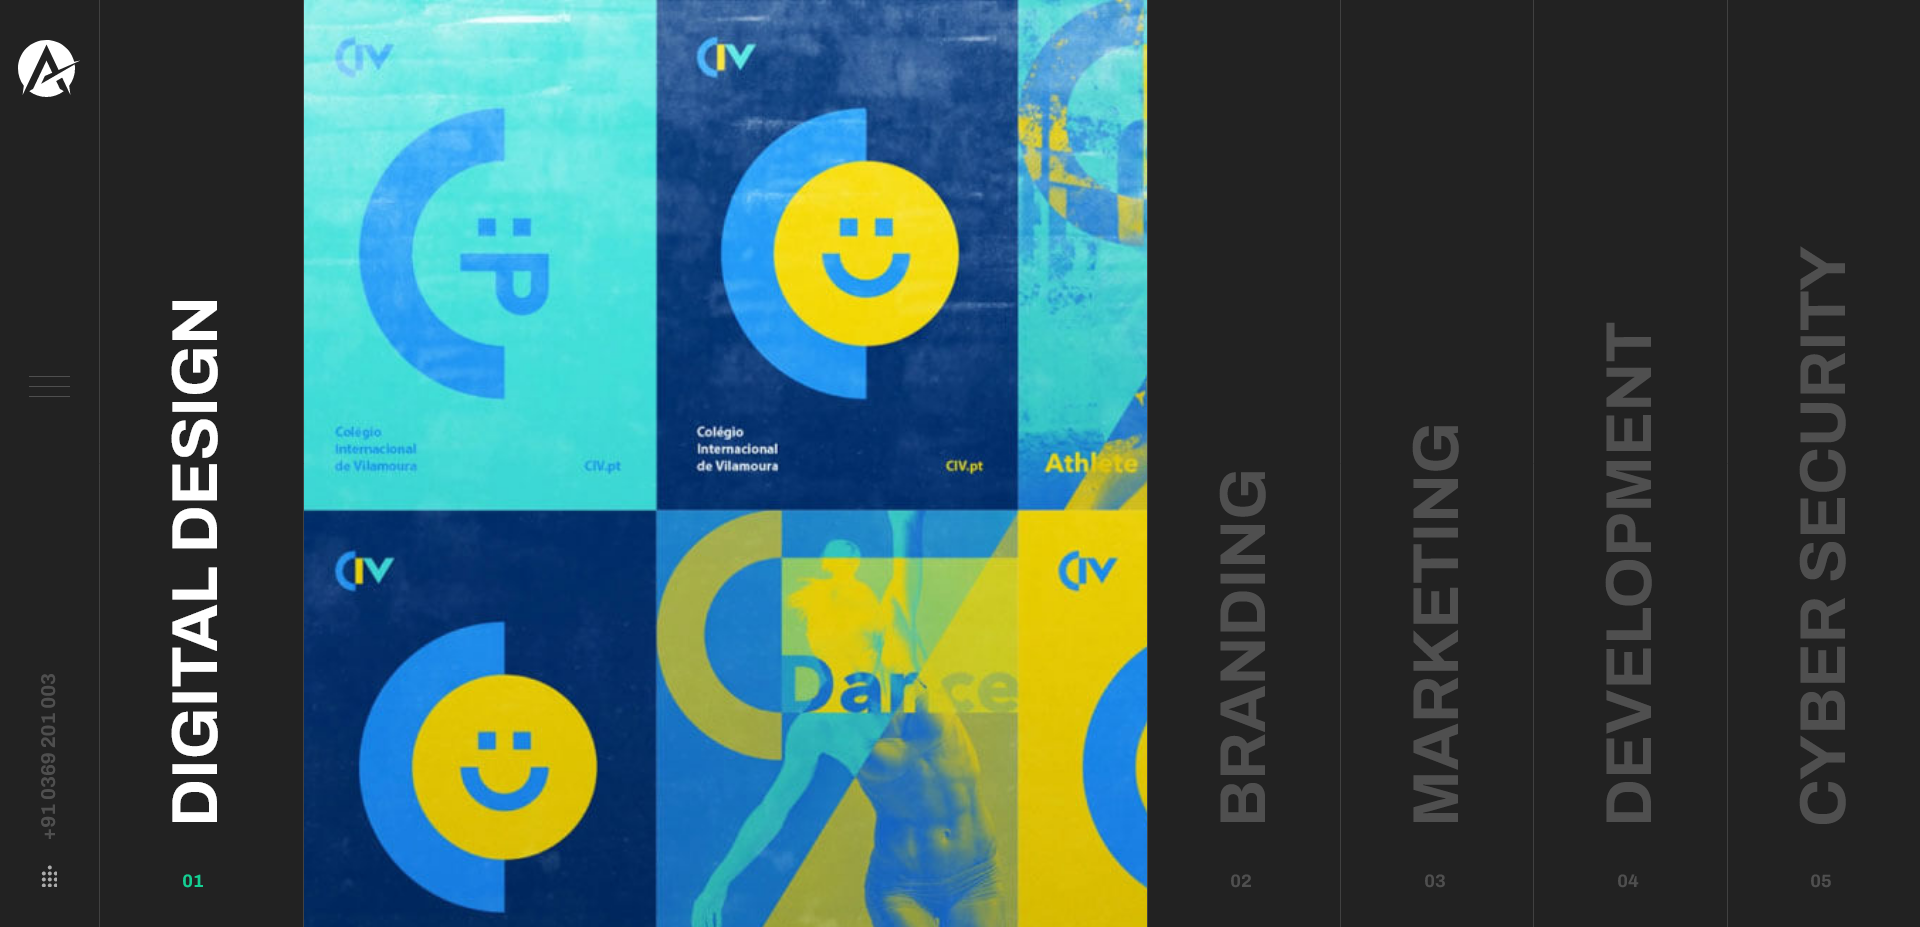 +91 0369 201 003
DIGITAL DESIGN
01
CIV
:P
Colégio
Internacional
de Vilamoura
CIV.pt
CIV
Colégio
Internacional
de Vilamoura
CIV.pt
Athlete
CIV
Dance
CIV
BRANDING
02
MARKETING
03
DEVELOPMENT
04
CYBER SECURITY
05